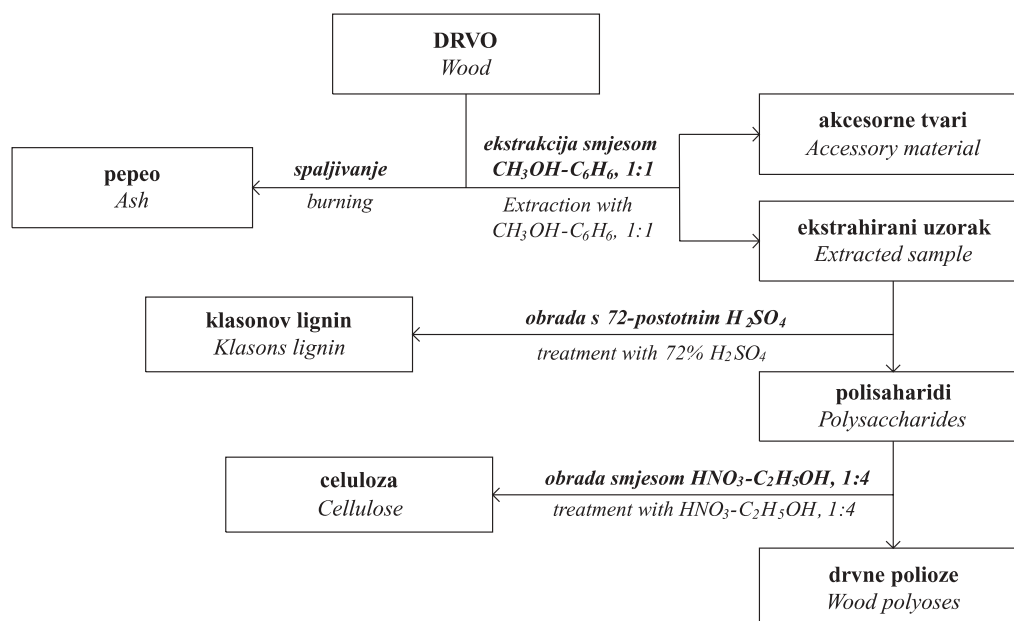 DRVO
Wood
akcesorne tvari
Accessory material
ekstrakcija smjesom
CH₃OH-C₆H₆, 1:1
Extraction with
CH₃OH-C₆H₆, 1:1
spaljivanje
burning
pepeo
Ash
ekstrahirani uzorak
Extracted sample
klasonov lignin
Klasons lignin
obrada s 72-postotnim H₂SO₄
treatment with 72% H₂SO₄
polisaharidi
Polysaccharides
celuloza
Cellulose
obrada smjesom HNO₃-C₂H₅OH, 1:4
treatment with HNO₃-C₂H₅OH, 1:4
drvne polioze
Wood polyoses